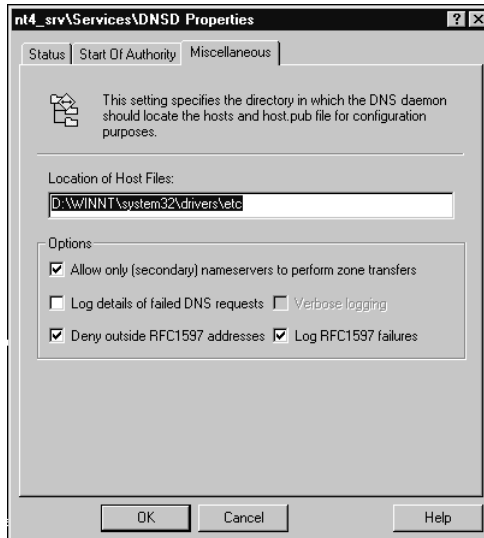 nt4_srv\Services\DNSD Properties
Status
Start Of Authority
Miscellaneous
This setting specifies the directory in which the DNS daemon
should locate the hosts and host.pub file for configuration
purposes.
Location of Host Files:
D:\WINNT\system32\drivers\etc
Options
Allow only (secondary) nameservers to perform zone transfers
Log details of failed DNS requests
Verbose logging
Deny outside RFC1597 addresses
Log RFC1597 failures
OK
Cancel
Help